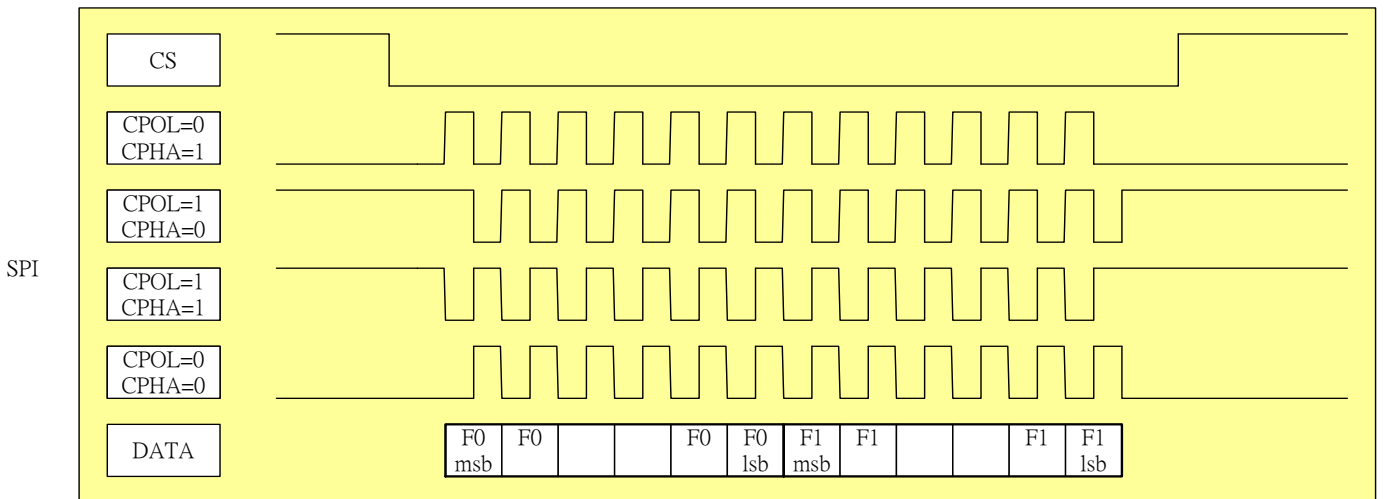 CS
CPOL=0
CPHA=1
CPOL=1
CPHA=0
SPI
CPOL=1
CPHA=1
CPOL=0
CPHA=0
DATA
F0 F0 F0 F0 F1 F1 F1 F1
msb lsb msb lsb